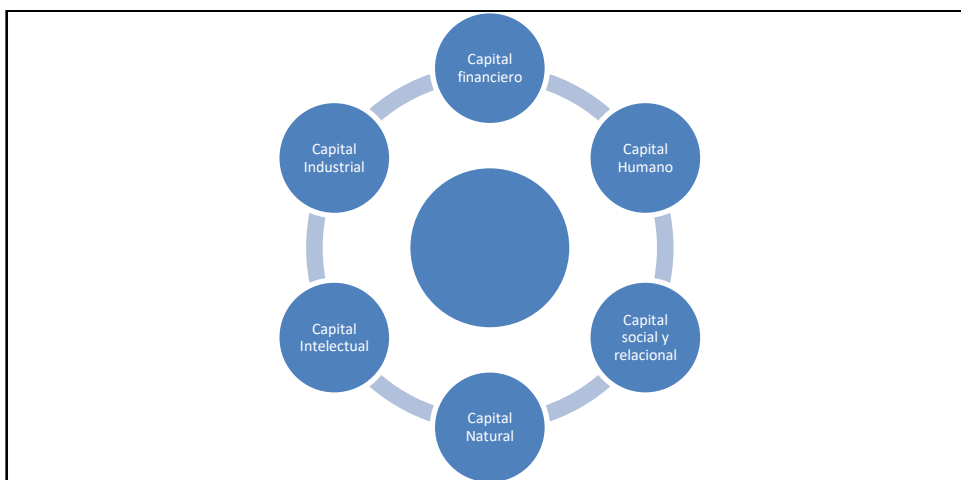 Capital
financiero
Capital
Humano
Capital
social y
relacional
Capital
Natural
Capital
Intelectual
Capital
Industrial